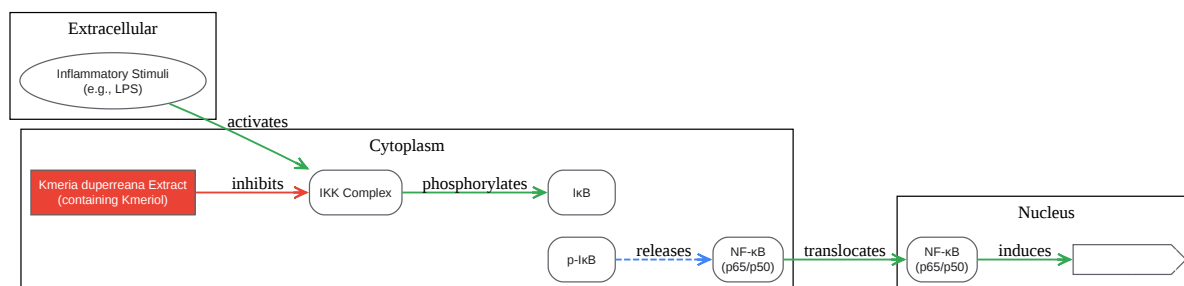 Extracellular
Inflammatory Stimuli
(e.g., LPS)
activates
Cytoplasm
Kmeria duperreana Extract
(containing Kmeriol)
inhibits
IKK Complex
phosphorylates
IκB
p-IκB
releases
NF-κB
(p65/p50)
translocates
Nucleus
NF-κB
(p65/p50)
induces